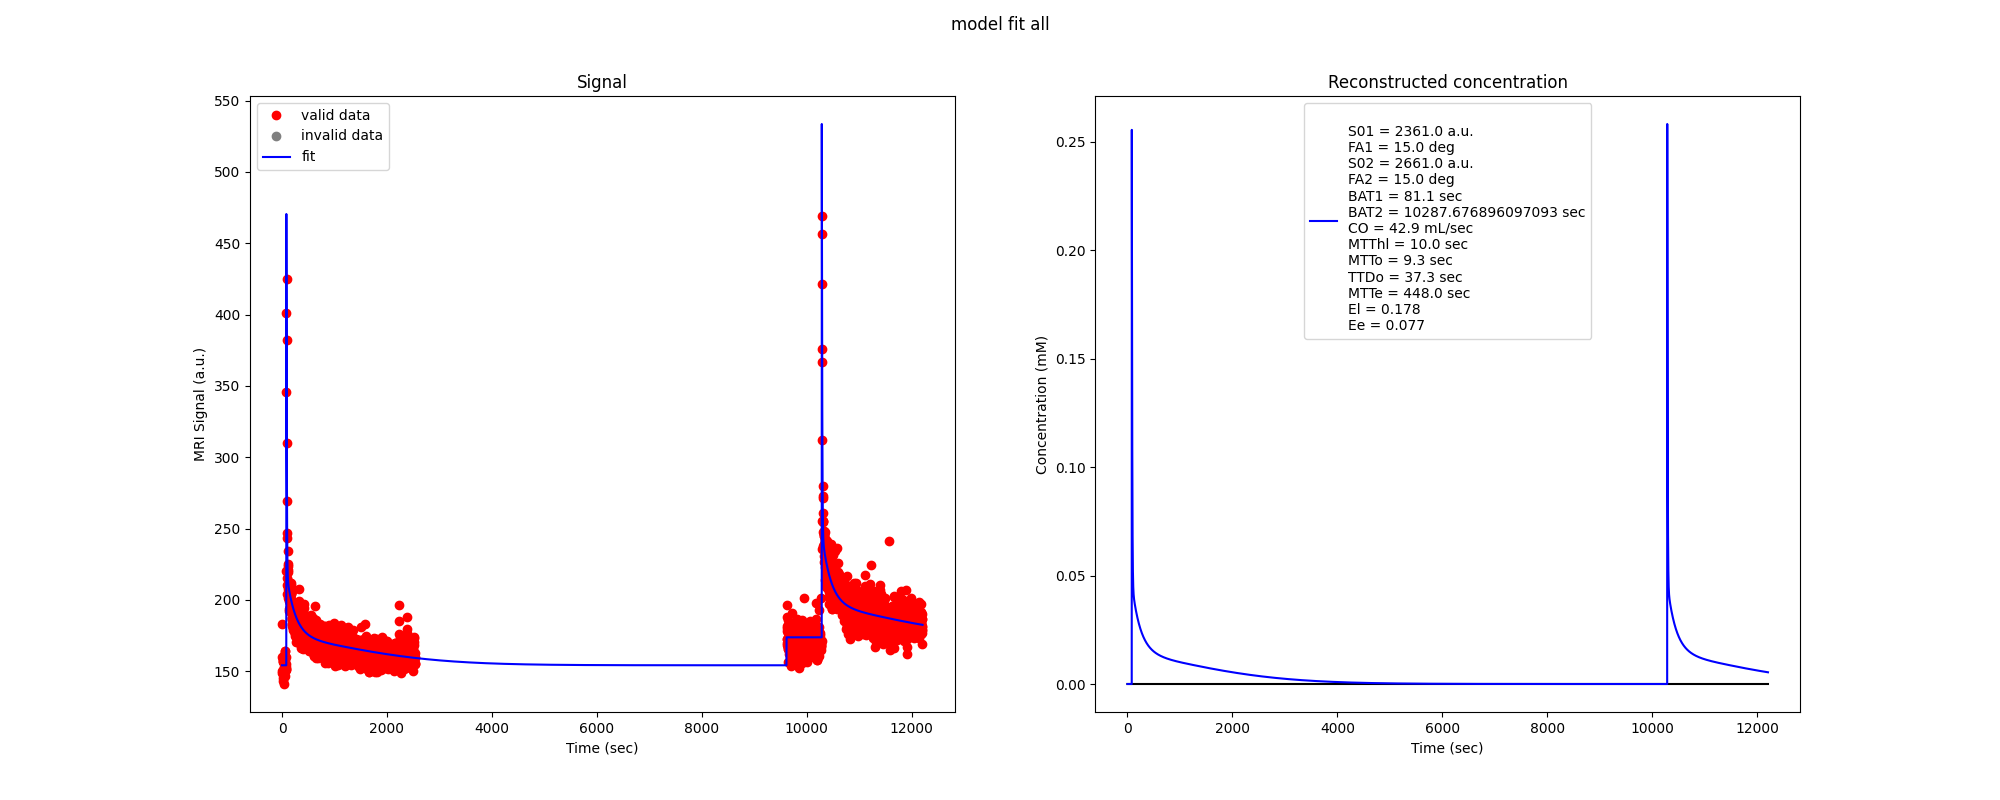 model fit all
Signal
550
500
450
400
350
300
250
200
150
MRI Signal (a.u.)
valid data
invalid data
fit
0
2000
4000
6000
8000
10000
12000
Time (sec)
Reconstructed concentration
0.25
0.20
0.15
0.10
0.05
0.00
Concentration (mM)
S01 = 2361.0 a.u.
FA1 = 15.0 deg
S02 = 2661.0 a.u.
FA2 = 15.0 deg
BAT1 = 81.1 sec
BAT2 = 10287.676896097093 sec
CO = 42.9 mL/sec
MTThl = 10.0 sec
MTTo = 9.3 sec
TTDo = 37.3 sec
MTTe = 448.0 sec
El = 0.178
Ee = 0.077
0
2000
4000
6000
8000
10000
12000
Time (sec)